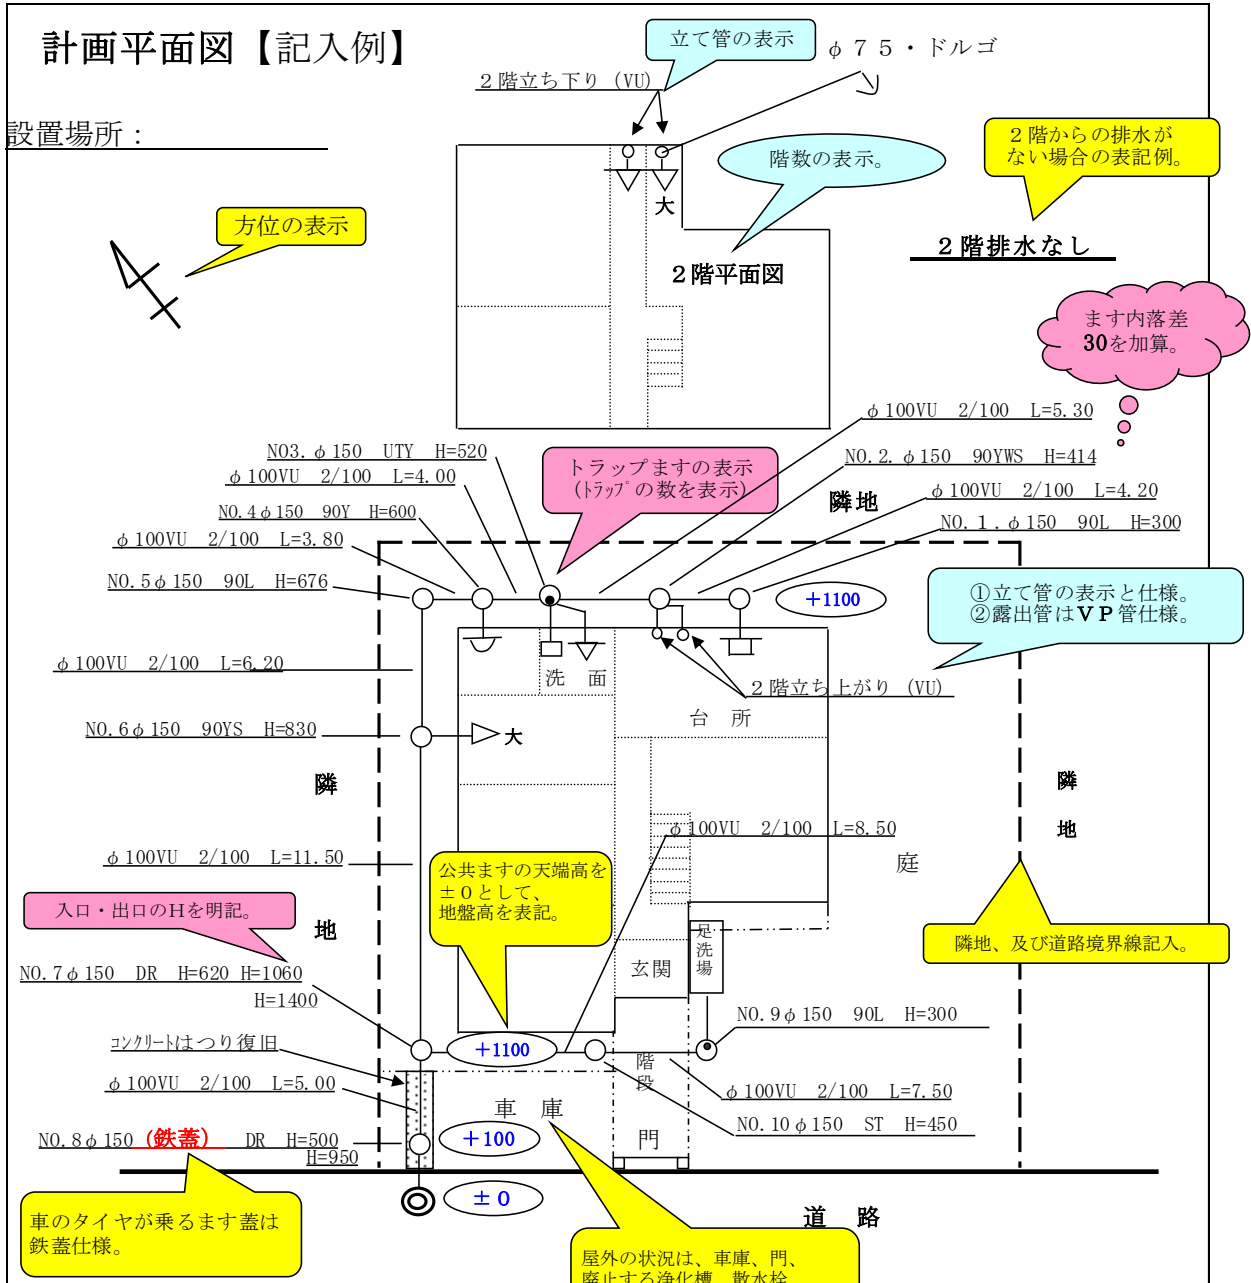 計画平面図【記入例】
立て管の表示
φ７５・ドルゴ
２階立ち下り (VU)
設置場所：
２階からの排水が
ない場合の表記例。
階数の表示。
大
方位の表示
２階排水なし
２階平面図
ます内落差
30を加算。
φ100VU 2/100 L=5.30
NO3. φ150 UTY H=520
トラップますの表示
(ﾄﾗｯﾌﾟの数を表示)
NO.2. φ150 90YWS H=414
φ100VU 2/100 L=4.00
隣地
φ100VU 2/100 L=4.20
NO.4φ150 90Y H=600
NO.１. φ150 90L H=300
φ100VU 2/100 L=3.80
NO.5φ150 90L H=676
+1100
①立て管の表示と仕様。
②露出管はＶＰ管仕様。
φ100VU 2/100 L=6.20
洗 面
２階立ち上がり (VU)
台 所
NO.6φ150 90YS H=830
大
隣
地
隣
地
φ100VU 2/100 L=8.50
φ100VU 2/100 L=11.50
公共ますの天端高を
±０として、
地盤高を表記。
庭
入口・出口のHを明記。
足洗場
隣地、及び道路境界線記入。
玄関
NO.7φ150 DR H=620 H=1060
H=1400
NO.9φ150 90L H=300
ｺﾝｸﾘｰﾄはつり復旧
+1100
階段
φ100VU 2/100 L=5.00
φ100VU 2/100 L=7.50
車 庫
NO.10φ150 ST H=450
NO.8φ150 (鉄蓋) DR H=500
H=950
+100
門
±０
道 路
車のタイヤが乗るます蓋は
鉄蓋仕様。
屋外の状況は、車庫、門、
廃止する浄化槽、散水栓